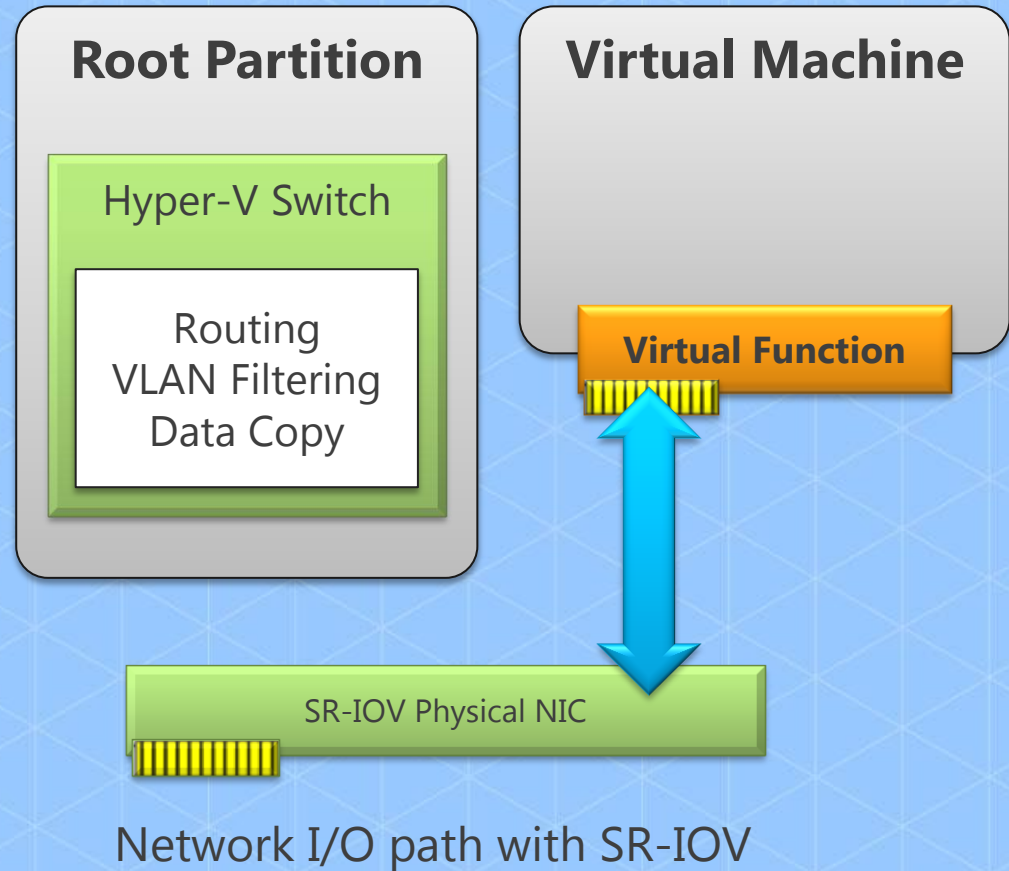 Root Partition
Virtual Machine
Hyper-V Switch
Routing
VLAN Filtering
Data Copy
Virtual Function
SR-IOV Physical NIC
Network I/O path with SR-IOV